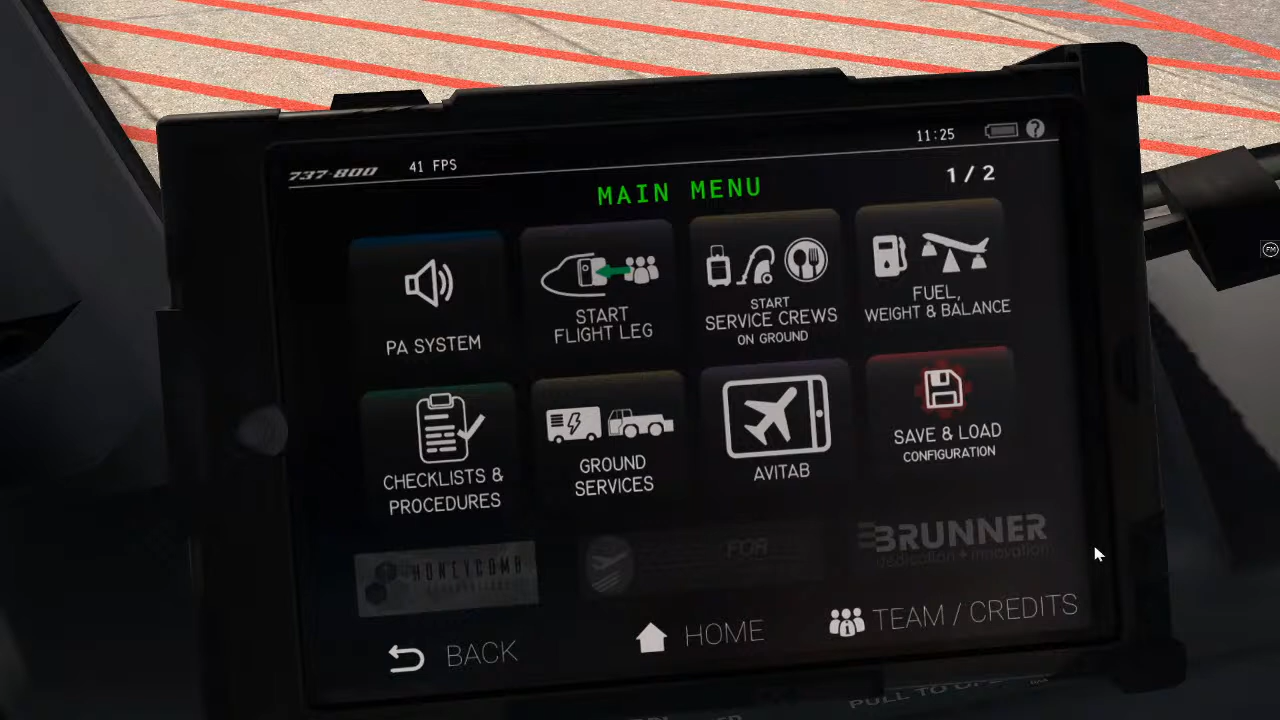 737-800
41 FPS
11:25
?
MAIN MENU
1 / 2
PA SYSTEM
START
FLIGHT LEG
START
SERVICE CREWS
ON GROUND
FUEL,
WEIGHT & BALANCE
CHECKLISTS &
PROCEDURES
GROUND
SERVICES
AVITAB
SAVE & LOAD
CONFIGURATION
HONEYCOMB
FOR
BRUNNER
dedication + innovation
BACK
HOME
TEAM / CREDITS
PULL TO
FM